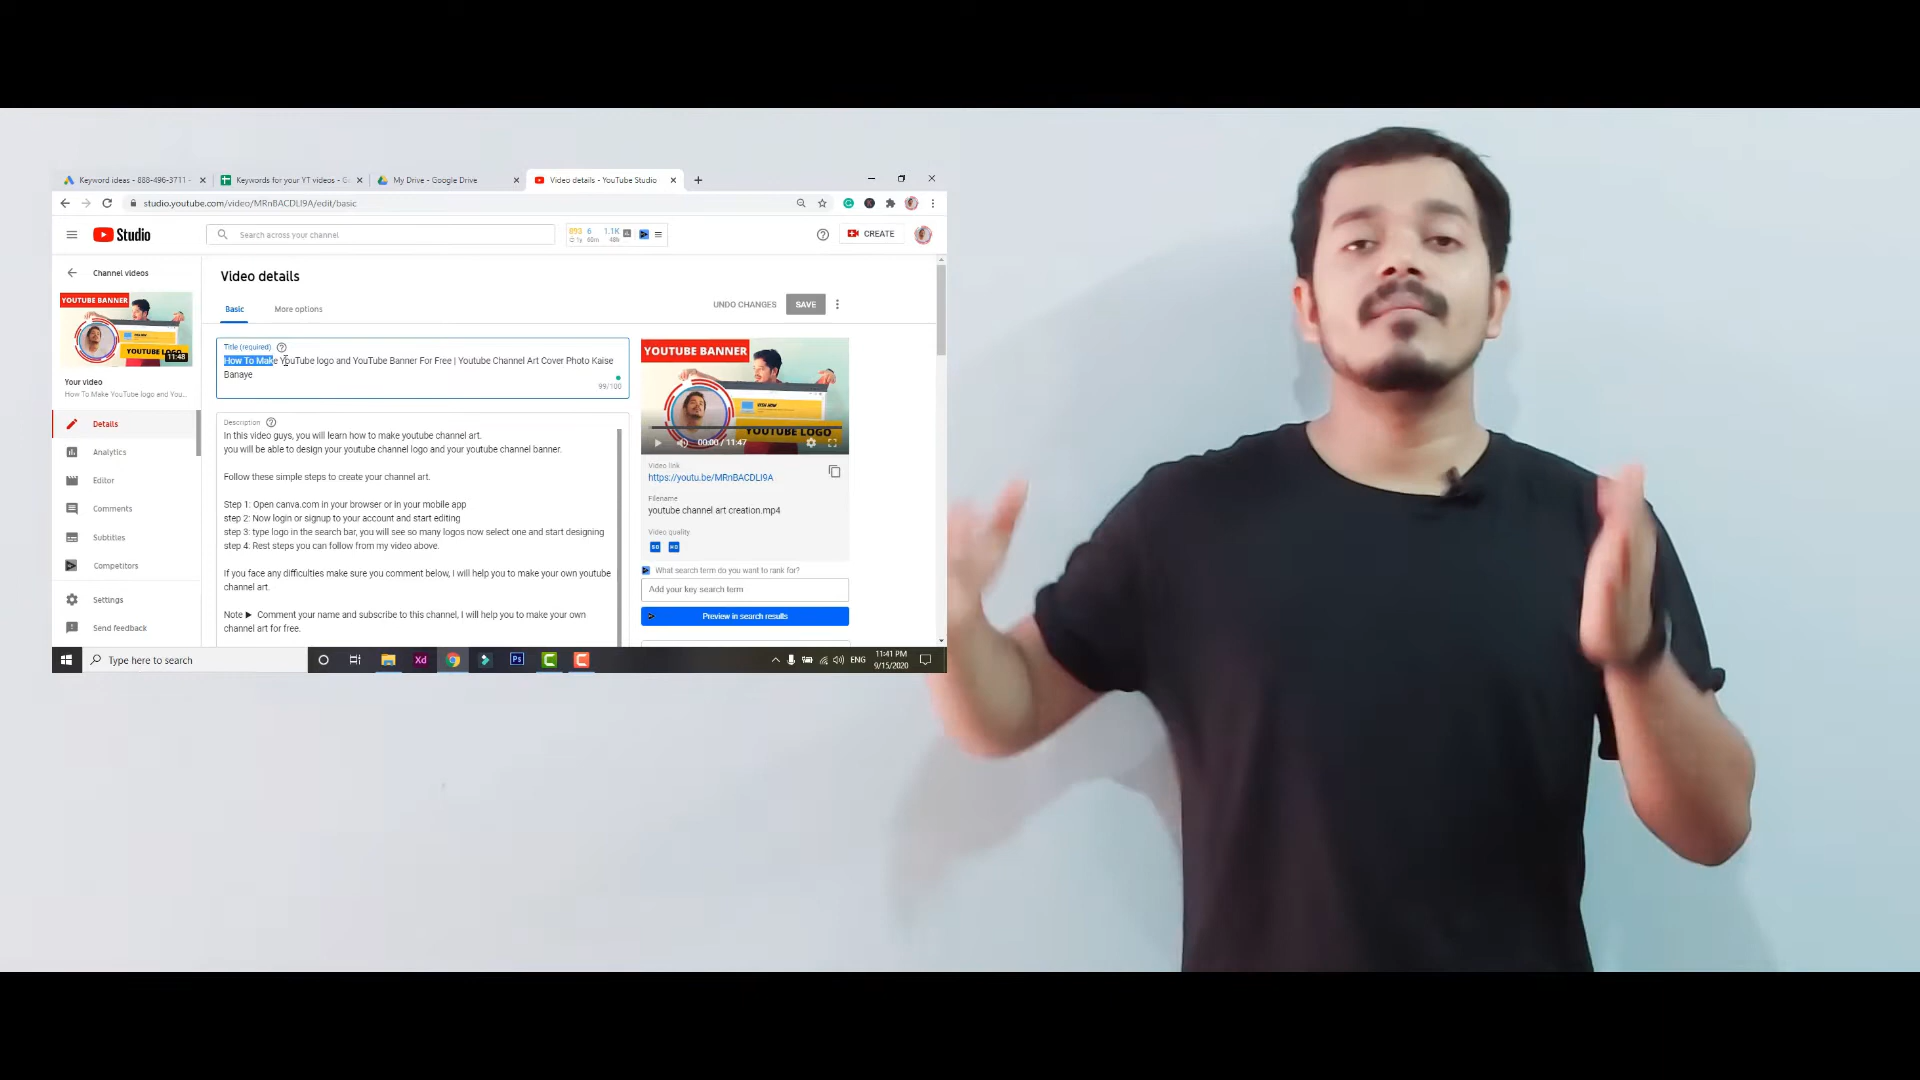 Keyword ideas - 888-496-3711 -
Keywords for your YT videos - G
My Drive - Google Drive
Video details - YouTube Studio
studio.youtube.com/video/MRnBACDLI9A/edit/basic
Studio
Search across your channel
893 6 1.1K
1y 60m 48h
CREATE
Channel videos
YOUTUBE BANNER
YOUTUBE LOGO
11:48
Your video
How To Make YouTube logo and You...
Details
Analytics
Editor
Comments
Subtitles
Competitors
Settings
Send feedback
Video details
Basic
More options
UNDO CHANGES
SAVE
Title (required)
How To Make YouTube logo and YouTube Banner For Free | Youtube Channel Art Cover Photo Kaise
Banaye
99/100
Description
In this video guys, you will learn how to make youtube channel art.
you will be able to design your youtube channel logo and your youtube channel banner.
Follow these simple steps to create your channel art.
Step 1: Open canva.com in your browser or in your mobile app
step 2: Now login or signup to your account and start editing
step 3: type logo in the search bar, you will see so many logos now select one and start designing
step 4: Rest steps you can follow from my video above.
If you face any difficulties make sure you comment below, I will help you to make your own youtube
channel art.
Note ► Comment your name and subscribe to this channel, I will help you to make your own
channel art for free.
YOUTUBE BANNER
YOUTUBE LOGO
00:00 / 11:47
Video link
https://youtu.be/MRnBACDLI9A
Filename
youtube channel art creation.mp4
Video quality
SD HD
What search term do you want to rank for?
Add your key search term
Preview in search results
Type here to search
Xd
Ps
ENG
11:41 PM
9/15/2020